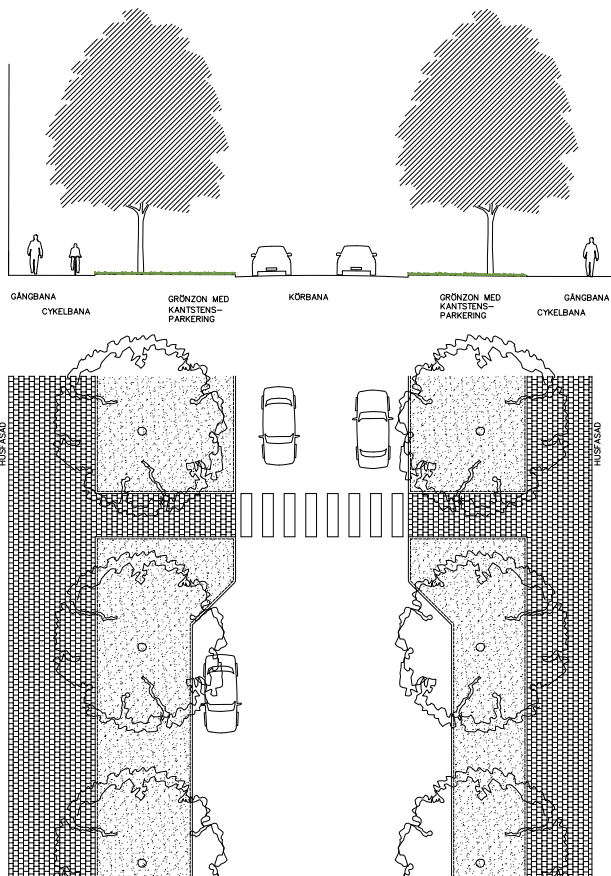 GÅNGBANA
CYKELBANA
GRÖNZON MED
KANTSTENS-
PARKERING
KÖRBANA
GRÖNZON MED
KANTSTENS-
PARKERING
GÅNGBANA
CYKELBANA
HUSFASAD
HUSFASAD